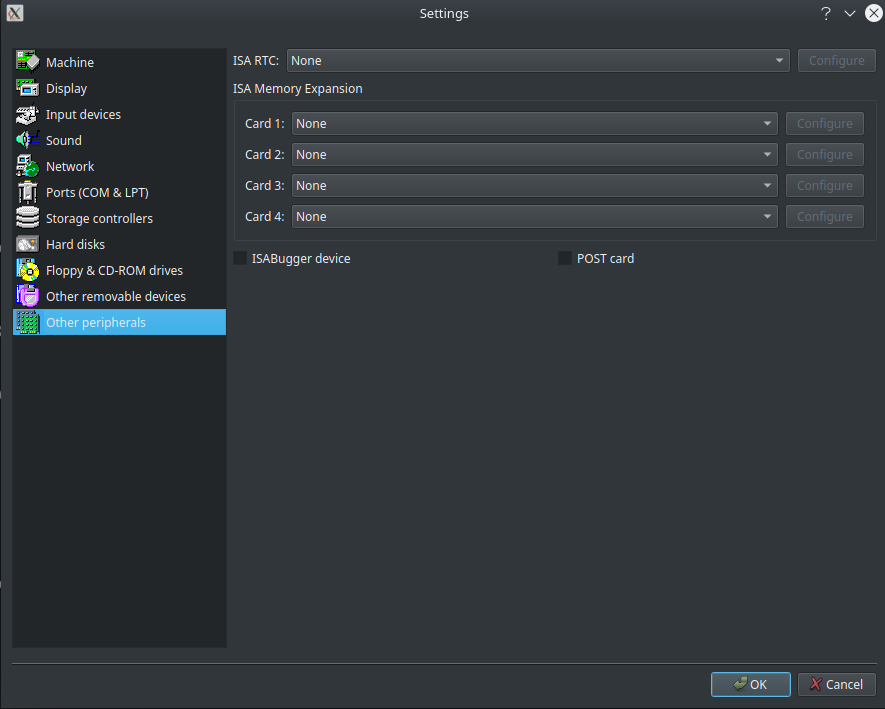 Settings
?
Machine
Display
Input devices
Sound
Network
Ports (COM & LPT)
Storage controllers
Hard disks
Floppy & CD-ROM drives
Other removable devices
Other peripherals
ISA RTC: None Configure
ISA Memory Expansion
Card 1: None Configure
Card 2: None Configure
Card 3: None Configure
Card 4: None Configure
ISABugger device POST card
OK Cancel